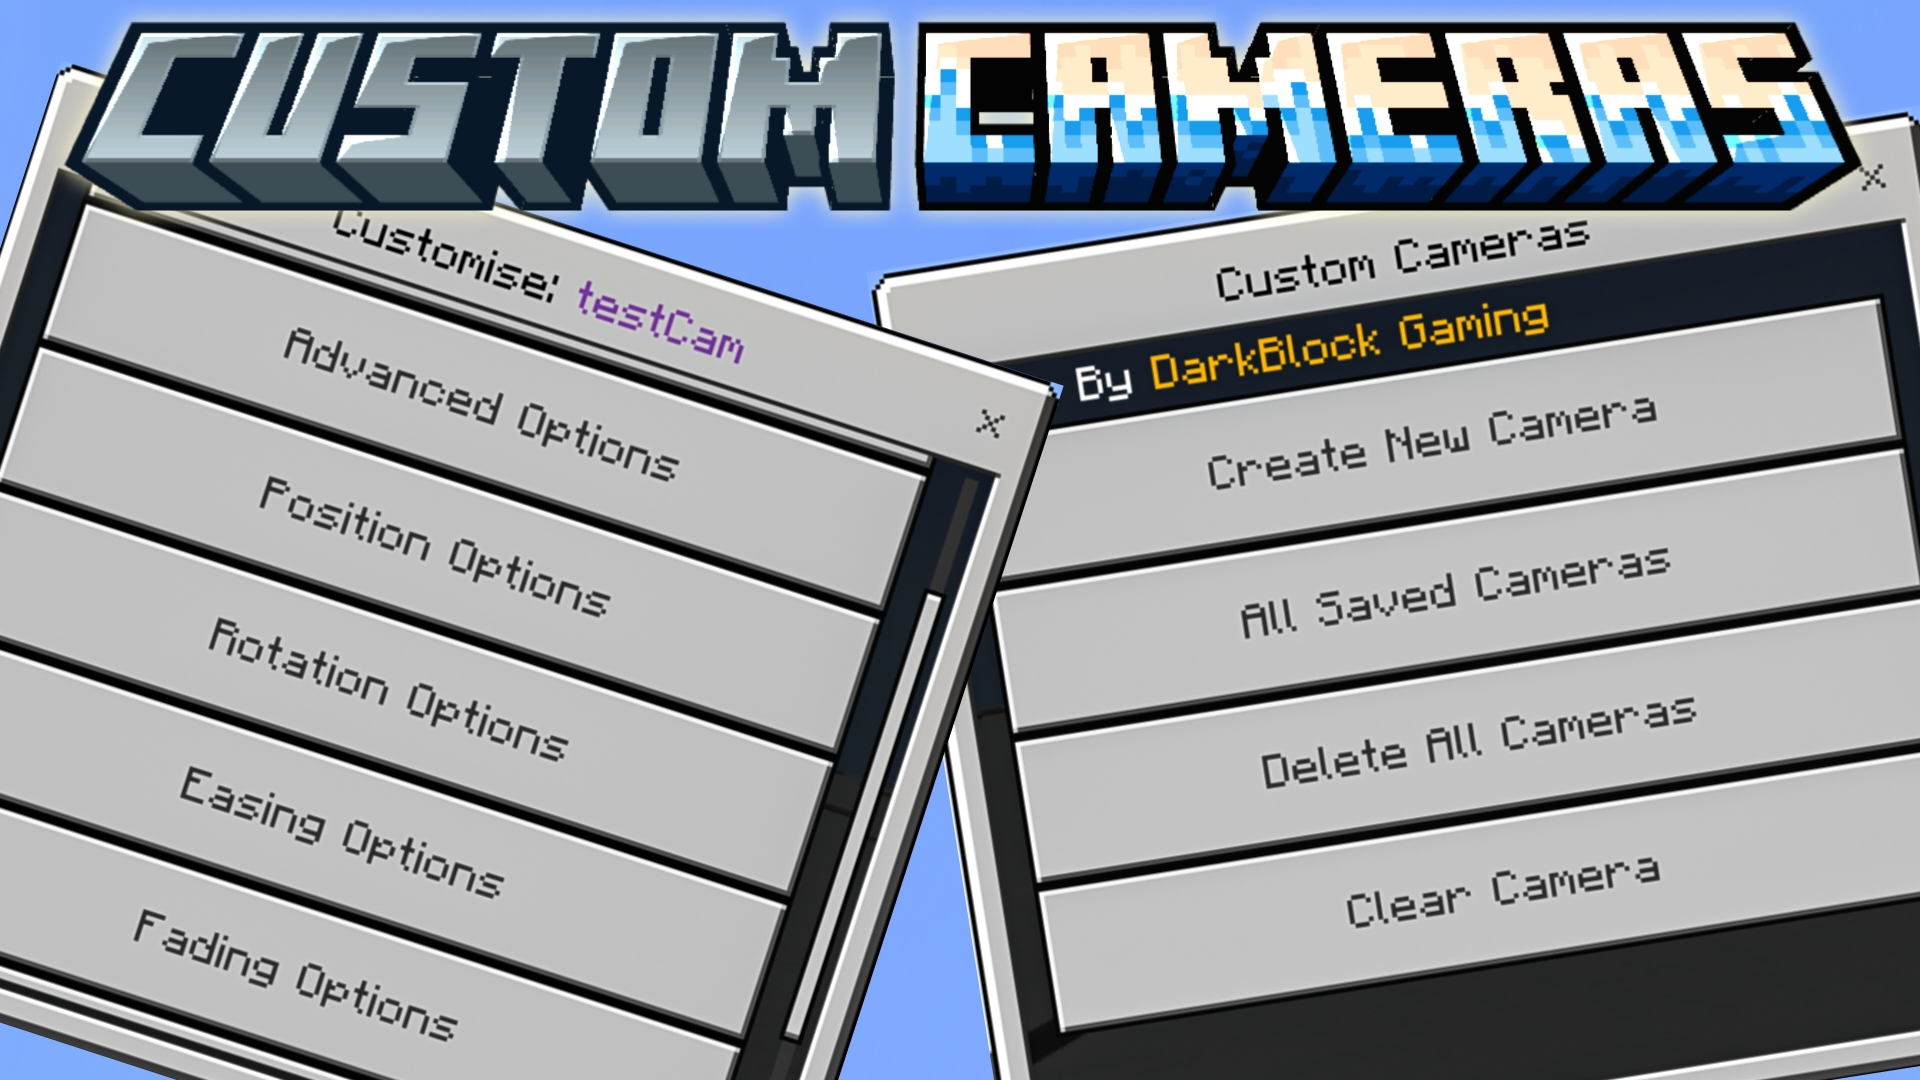 CUSTOM CAMERAS
Customise: testCam
Advanced Options
Position Options
Rotation Options
Easing Options
Fading Options
Custom Cameras
By DarkBlock Gaming
Create New Camera
All Saved Cameras
Delete All Cameras
Clear Camera